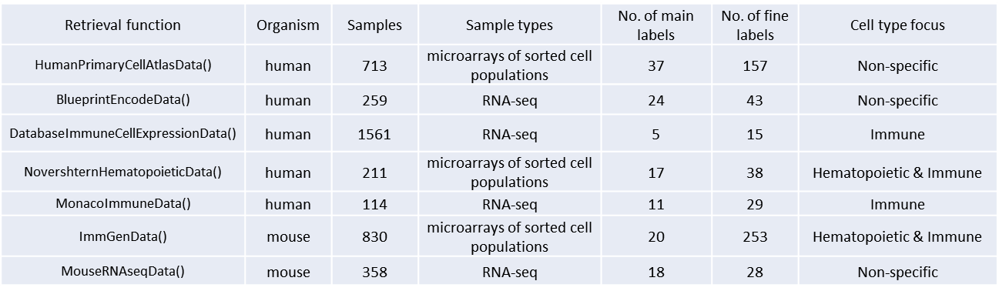 Retrieval function Organism Samples Sample types No. of main labels No. of fine labels Cell type focus
HumanPrimaryCellAtlasData() human 713 microarrays of sorted cell populations 37 157 Non-specific
BlueprintEncodeData() human 259 RNA-seq 24 43 Non-specific
DatabaseImmuneCellExpressionData() human 1561 RNA-seq 5 15 Immune
NovershternHematopoieticData() human 211 microarrays of sorted cell populations 17 38 Hematopoietic & Immune
MonacoImmuneData() human 114 RNA-seq 11 29 Immune
ImmGenData() mouse 830 microarrays of sorted cell populations 20 253 Hematopoietic & Immune
MouseRNAseqData() mouse 358 RNA-seq 18 28 Non-specific